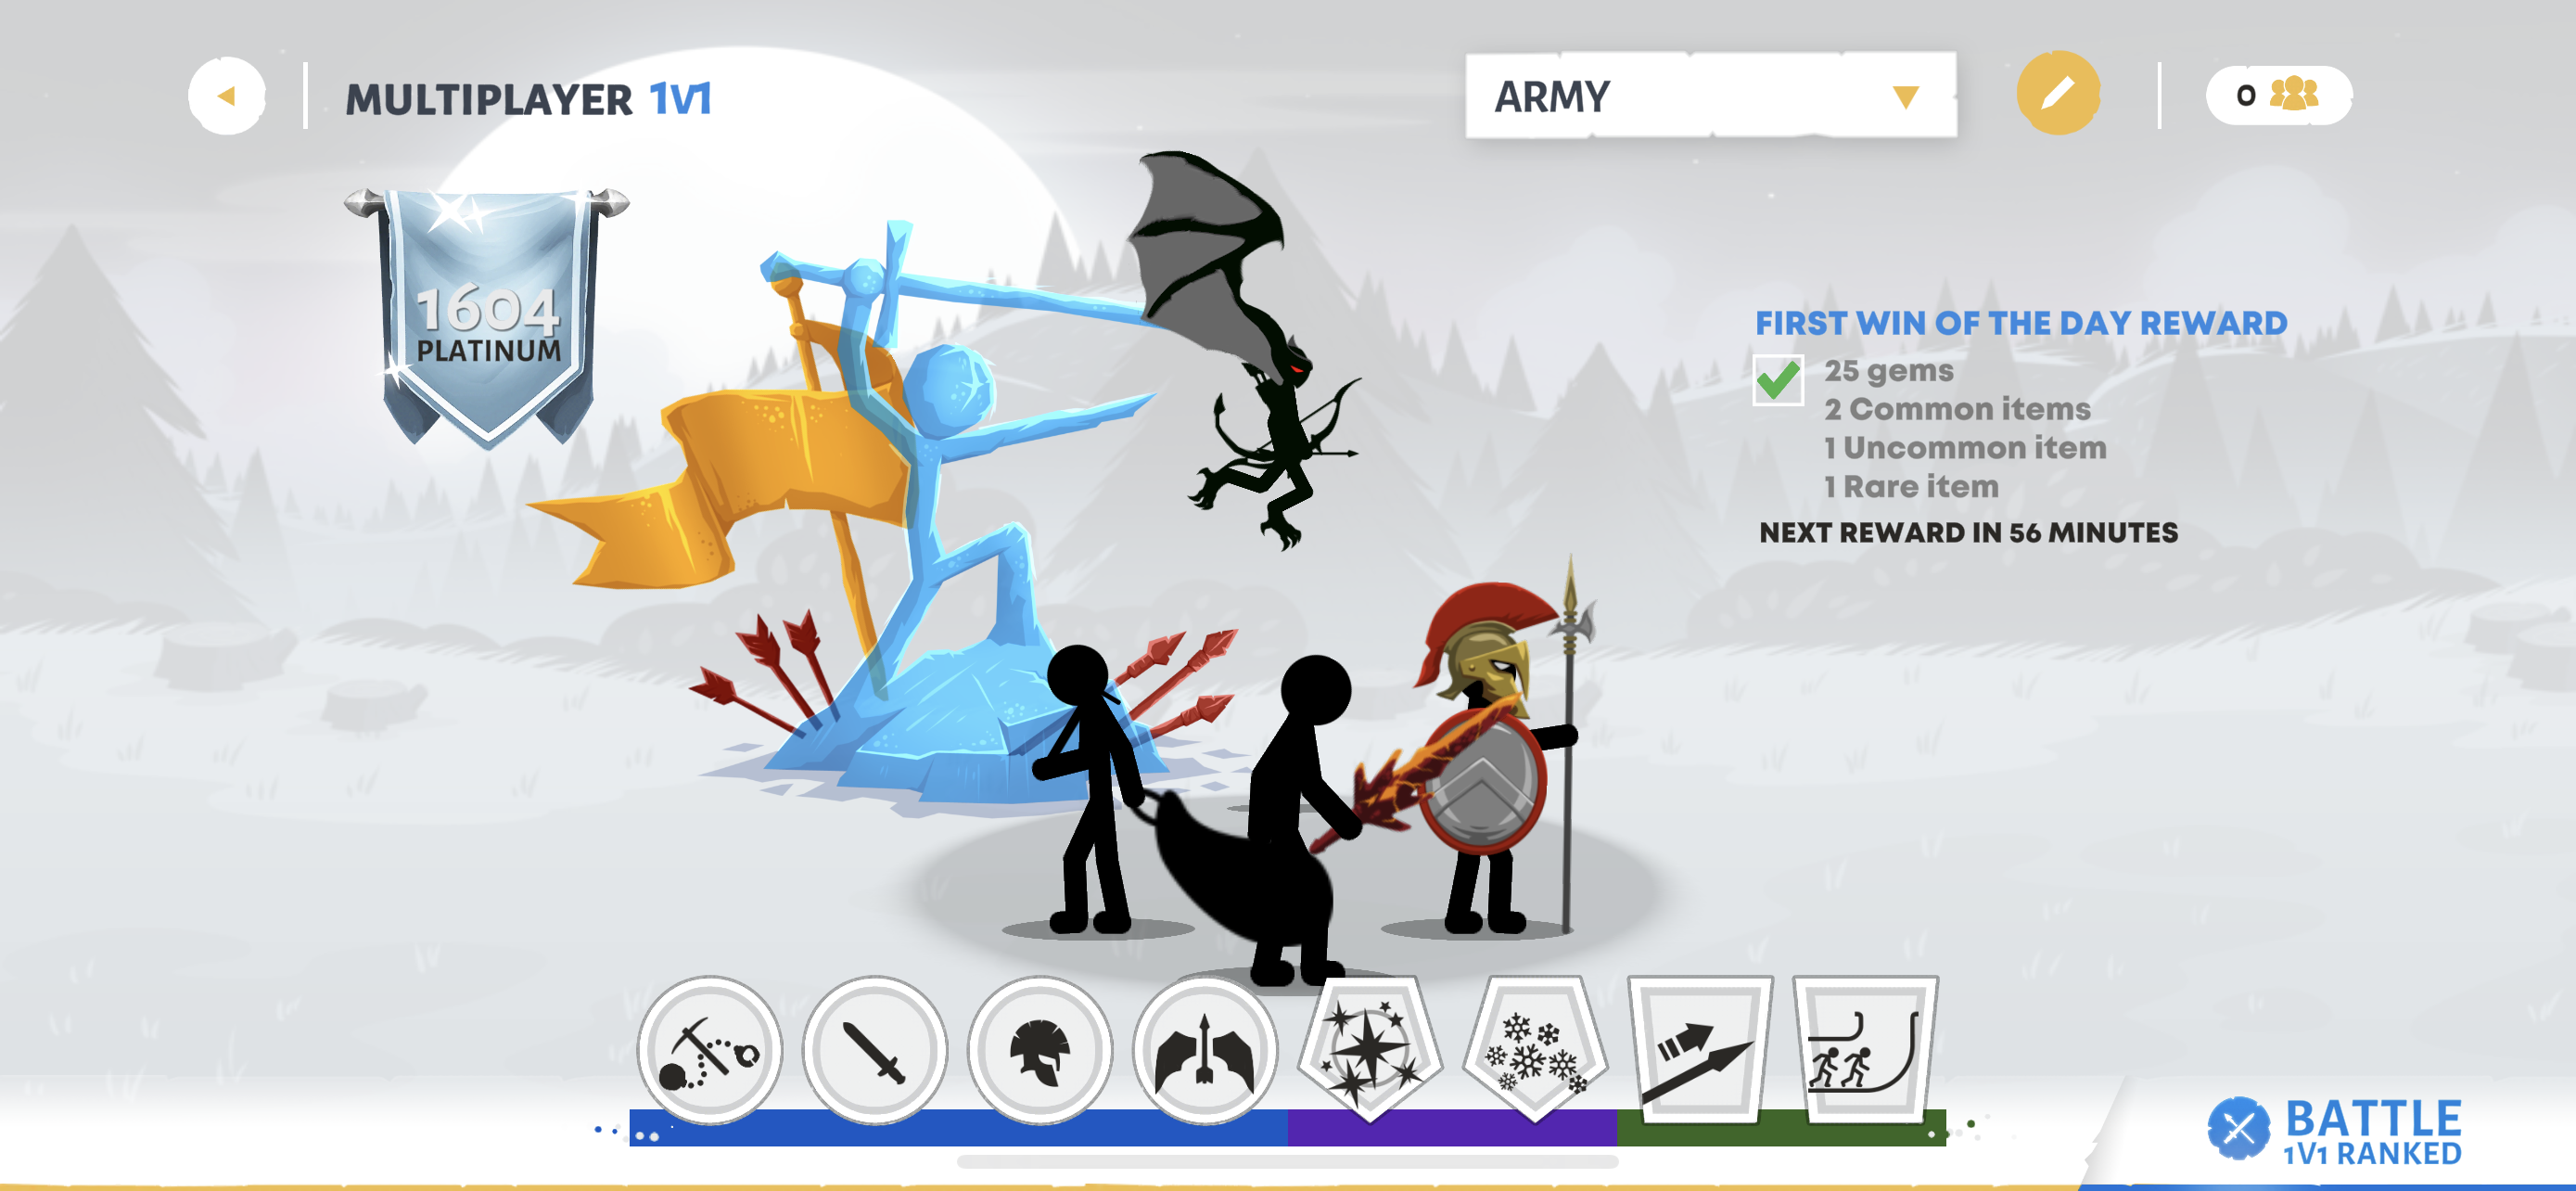 MULTIPLAYER 1V1
ARMY
0
1604
PLATINUM
FIRST WIN OF THE DAY REWARD
25 gems
2 Common items
1 Uncommon item
1 Rare item
NEXT REWARD IN 56 MINUTES
BATTLE
1V1 RANKED